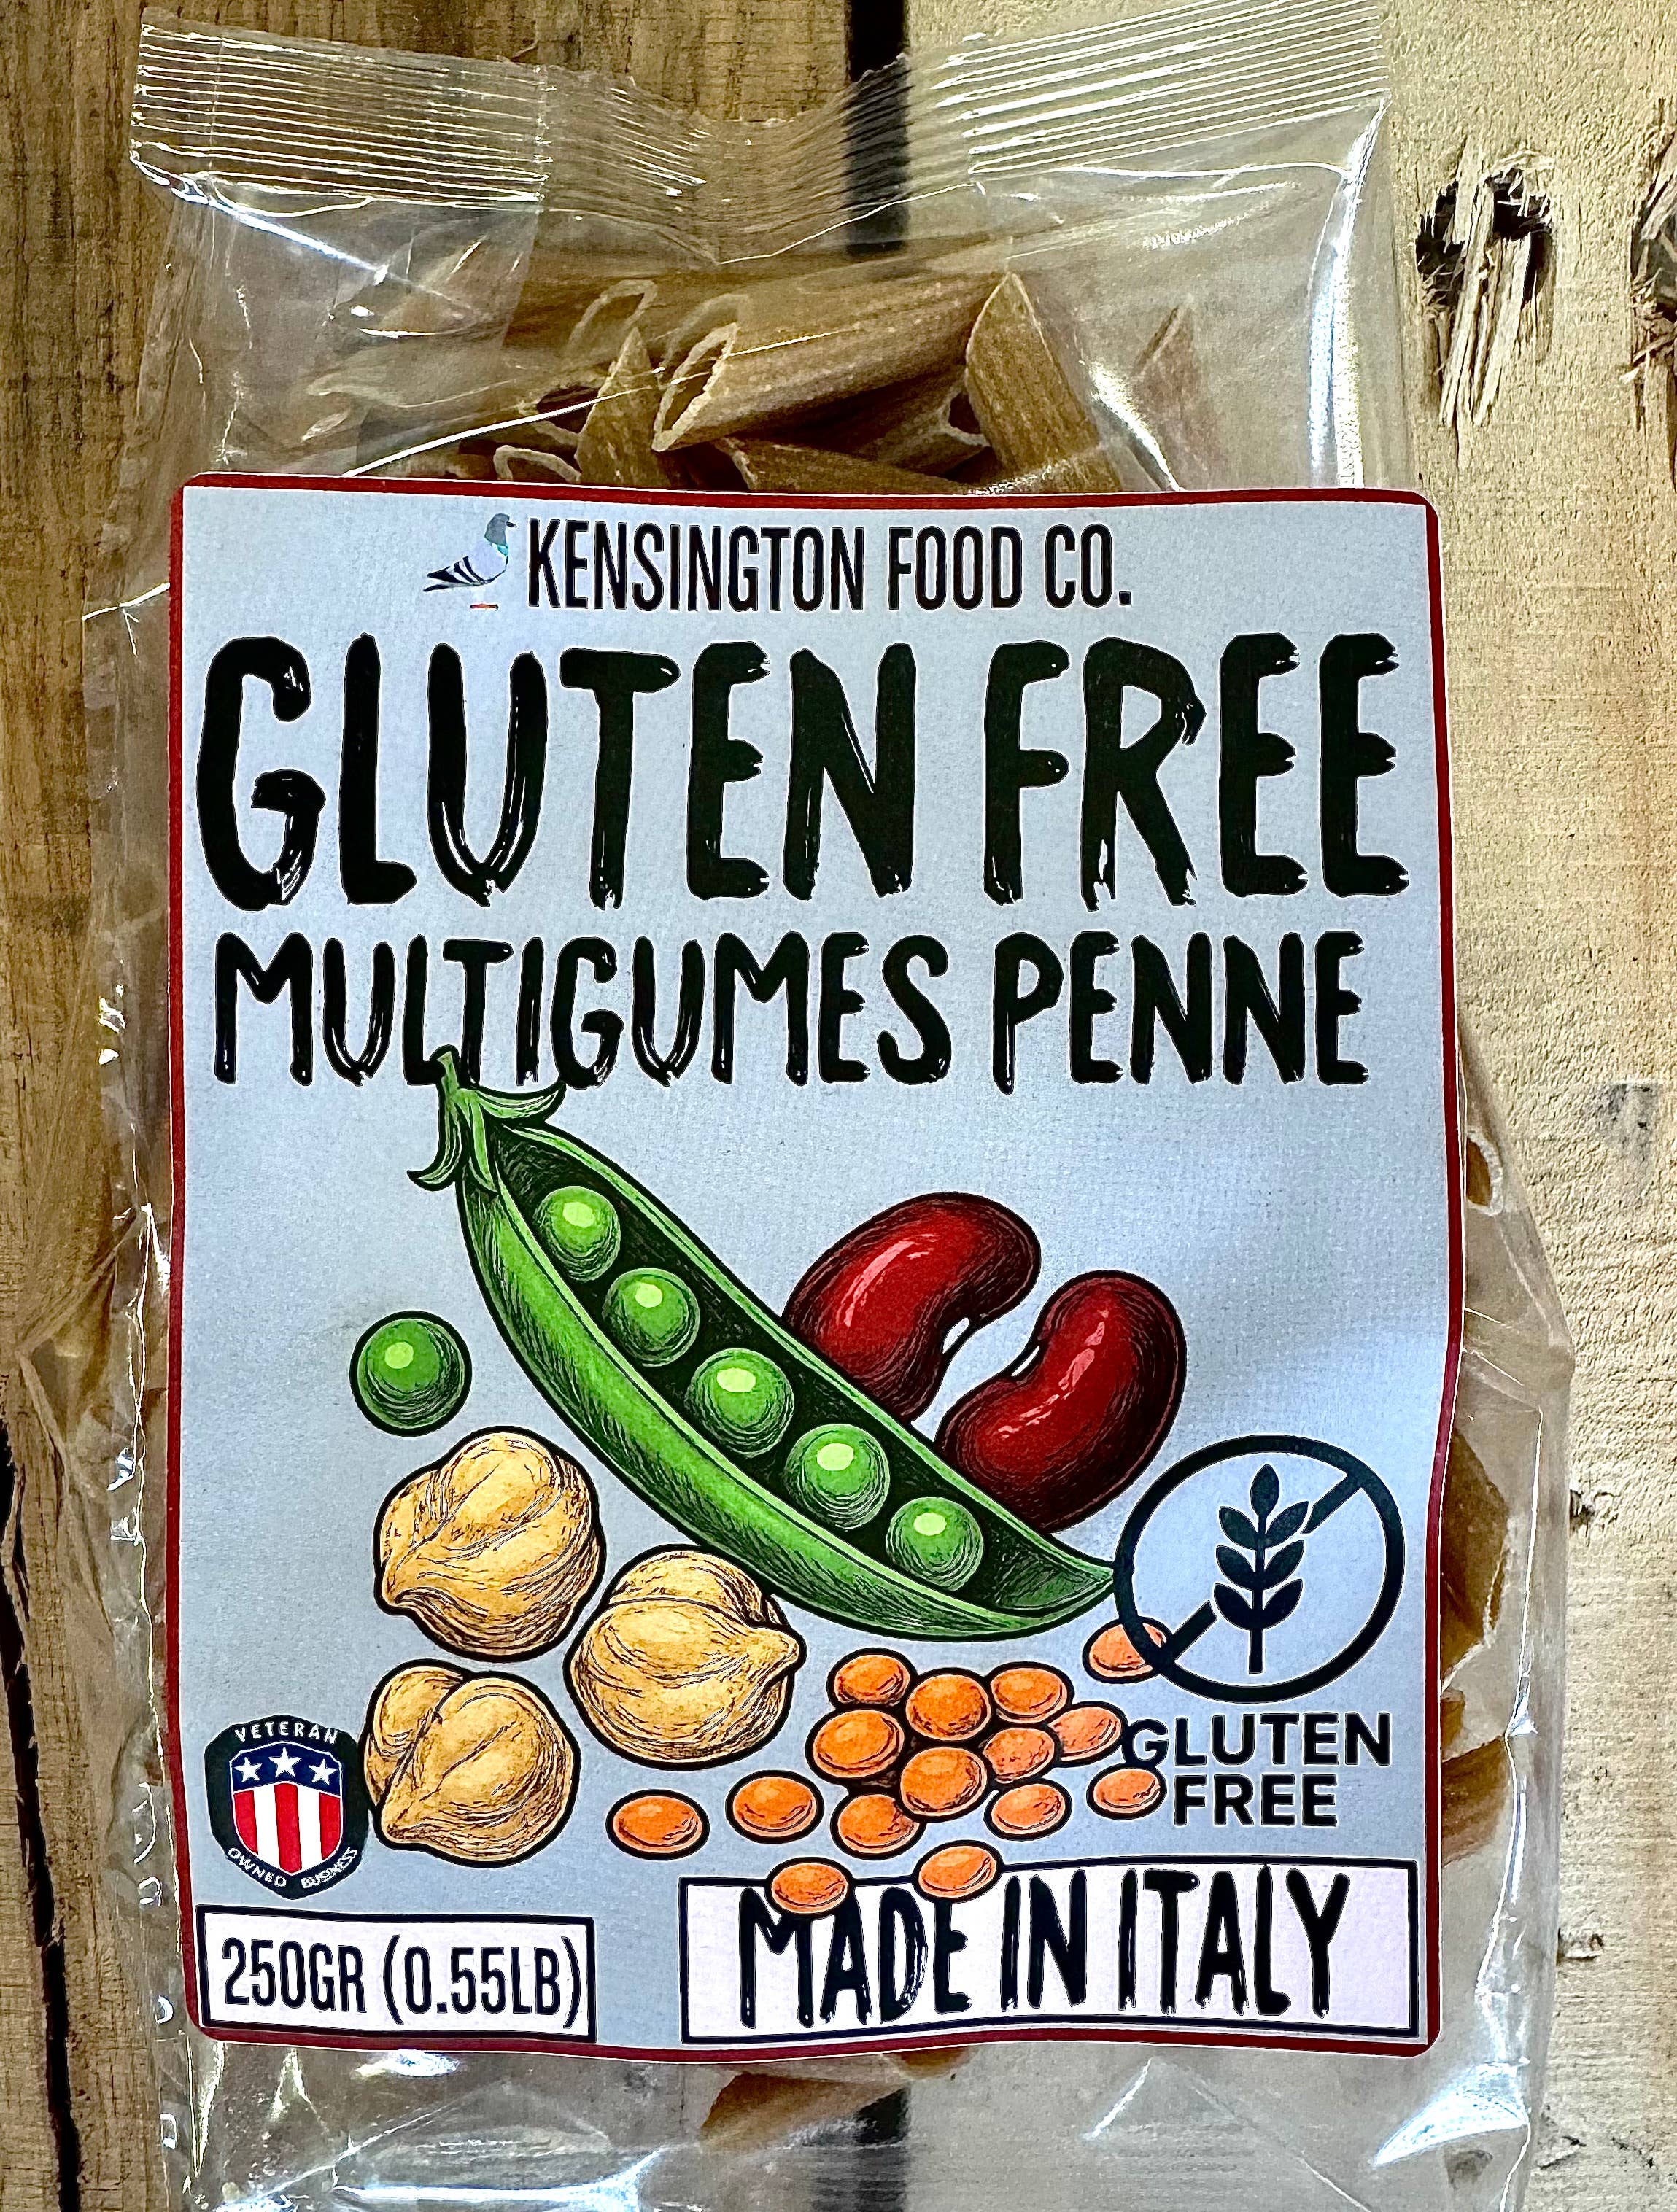 KENSINGTON FOOD CO.
GLUTEN FREE
MULTIGUMES PENNE
GLUTEN
FREE
VETERAN
OWNED BUSINESS
250GR (0.55LB)
MADE IN ITALY